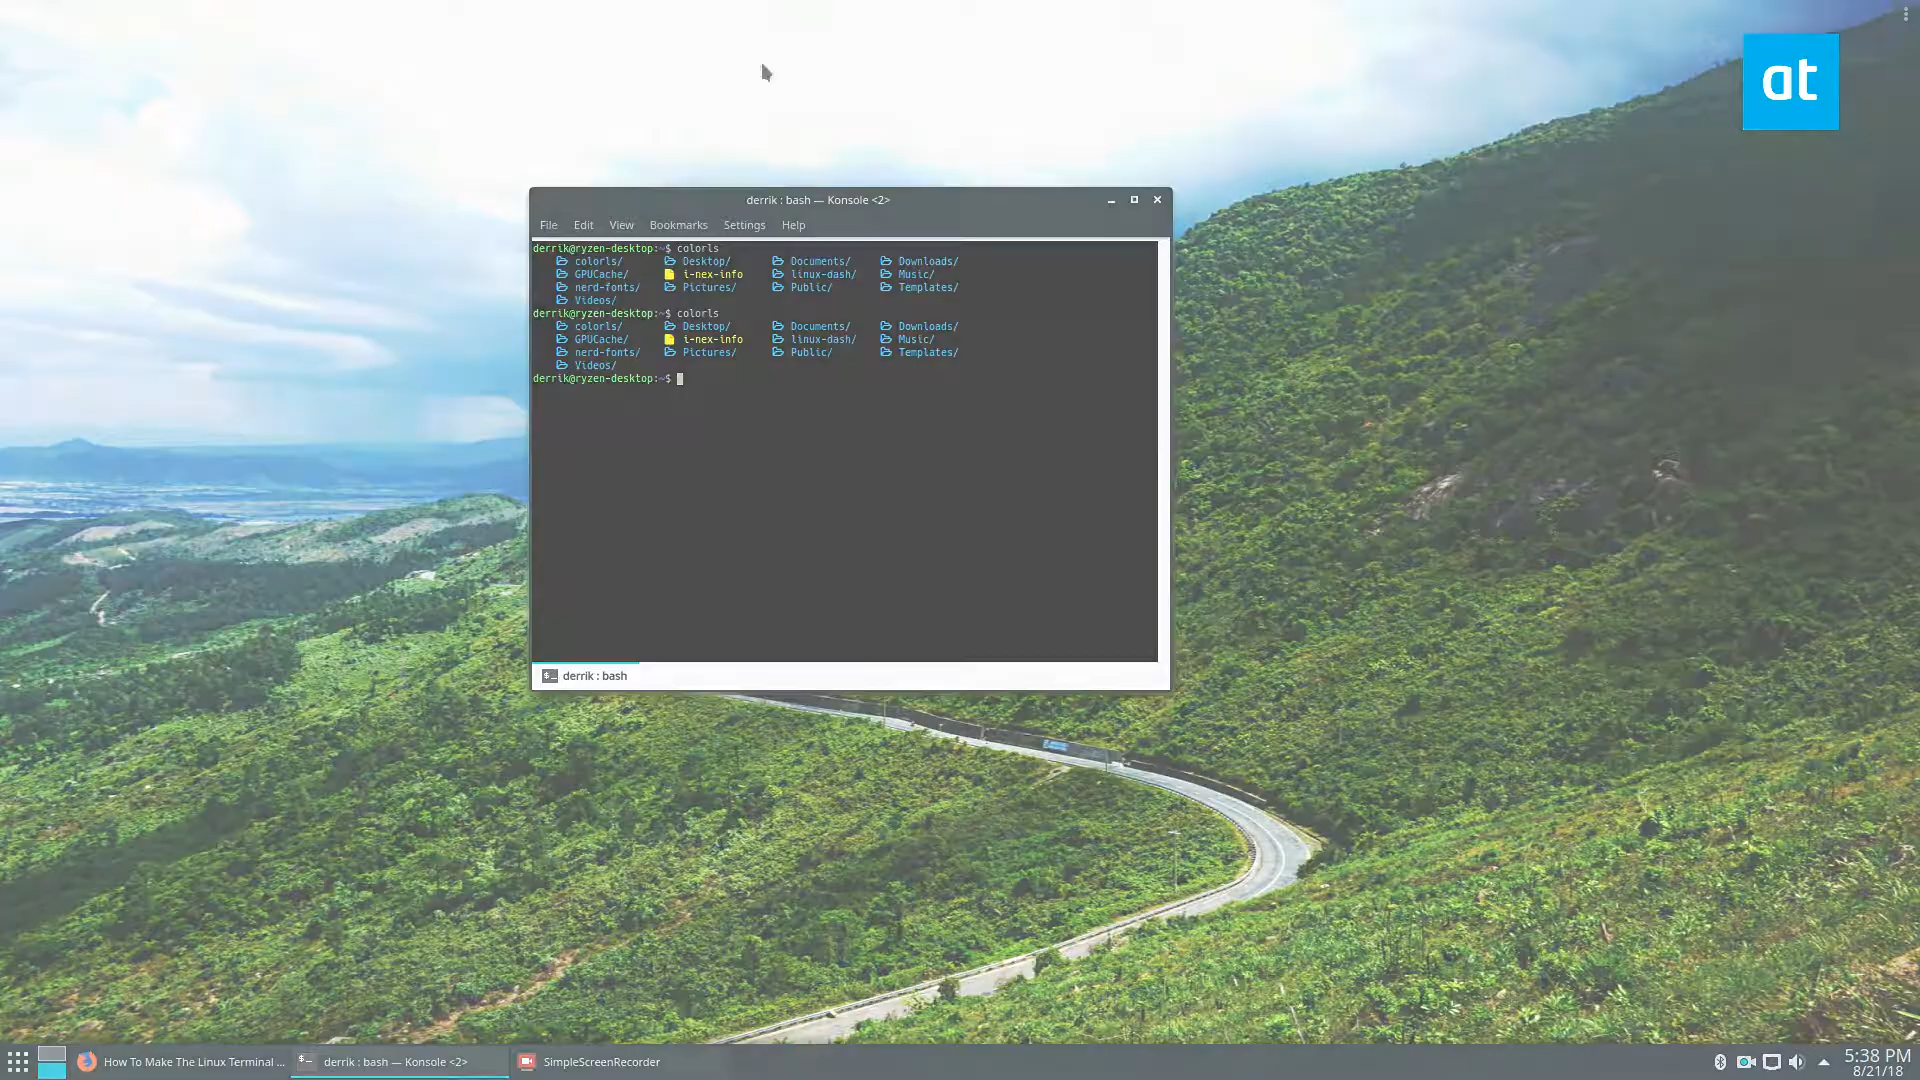 at
derrik : bash — Konsole <2>
File Edit View Bookmarks Settings Help
derrik@ryzen-desktop:~$ colorls
colorls/ Desktop/ Documents/ Downloads/
GPUCache/ i-nex-info linux-dash/ Music/
nerd-fonts/ Pictures/ Public/ Templates/
Videos/
derrik@ryzen-desktop:~$ colorls
colorls/ Desktop/ Documents/ Downloads/
GPUCache/ i-nex-info linux-dash/ Music/
nerd-fonts/ Pictures/ Public/ Templates/
Videos/
derrik@ryzen-desktop:~$
derrik : bash
How To Make The Linux Terminal ... derrik : bash — Konsole <2> SimpleScreenRecorder 5:38 PM
8/21/18